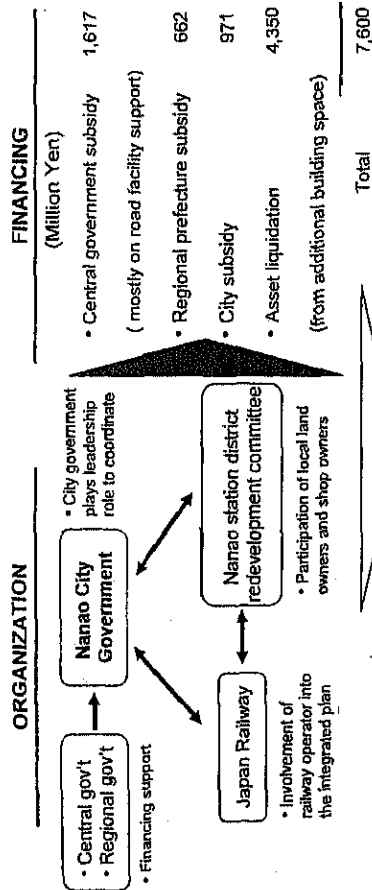 ORGANIZATION
• Central gov't
• Regional gov't
• Financing support
Nanao City
Government
• City government
plays leadership
role to coordinate
Japan Railway
• Involvement of
railway operator into
the integrated plan
Nanao station district
redevelopment committee
• Participation of local land
owners and shop owners
FINANCING
(Million Yen)
• Central government subsidy 1,617
( mostly on road facility support)
• Regional prefecture subsidy 662
• City subsidy 971
• Asset liquidation 4,350
(from additional building space)
Total 7,600